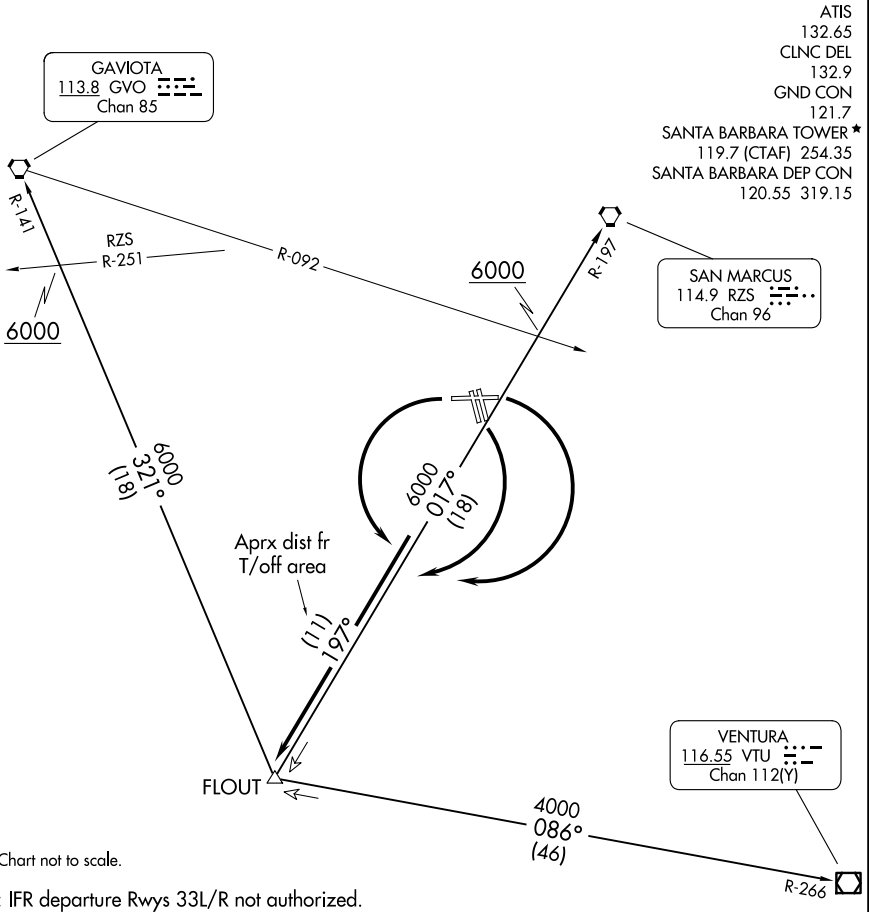 ATIS
132.65
CLNC DEL
132.9
GND CON
121.7
SANTA BARBARA TOWER★
119.7 (CTAF) 254.35
SANTA BARBARA DEP CON
120.55 319.15
GAVIOTA
113.8 GVO
Chan 85
R-141
RZS
R-251
R-092
6000
R-197
SAN MARCUS
114.9 RZS
Chan 96
6000
6000
321°
(18)
6000
017°
(18)
Aprx dist fr
T/off area
(11)
197°
FLOUT
VENTURA
116.55 VTU
Chan 112(Y)
4000
086°
(46)
R-266
Chart not to scale.
: IFR departure Rwys 33L/R not authorized.